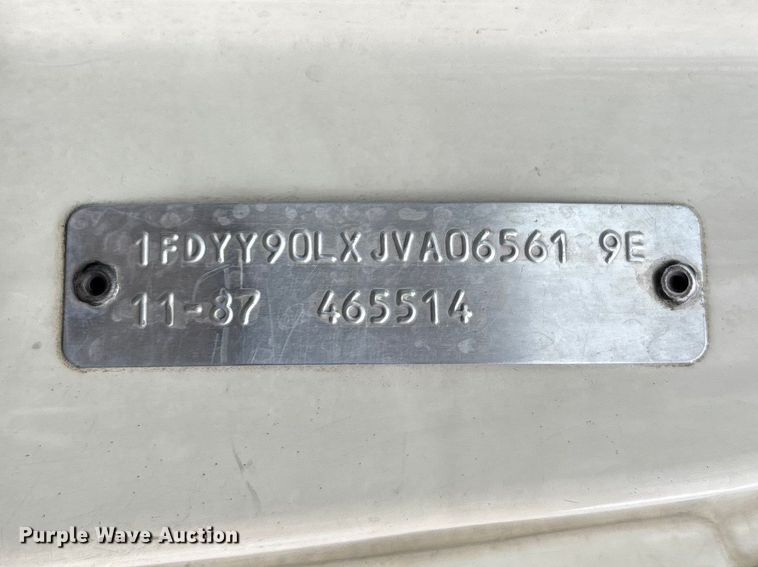 1FDYY90LXJVA06561 9E
11-87 465514
Purple Wave Auction